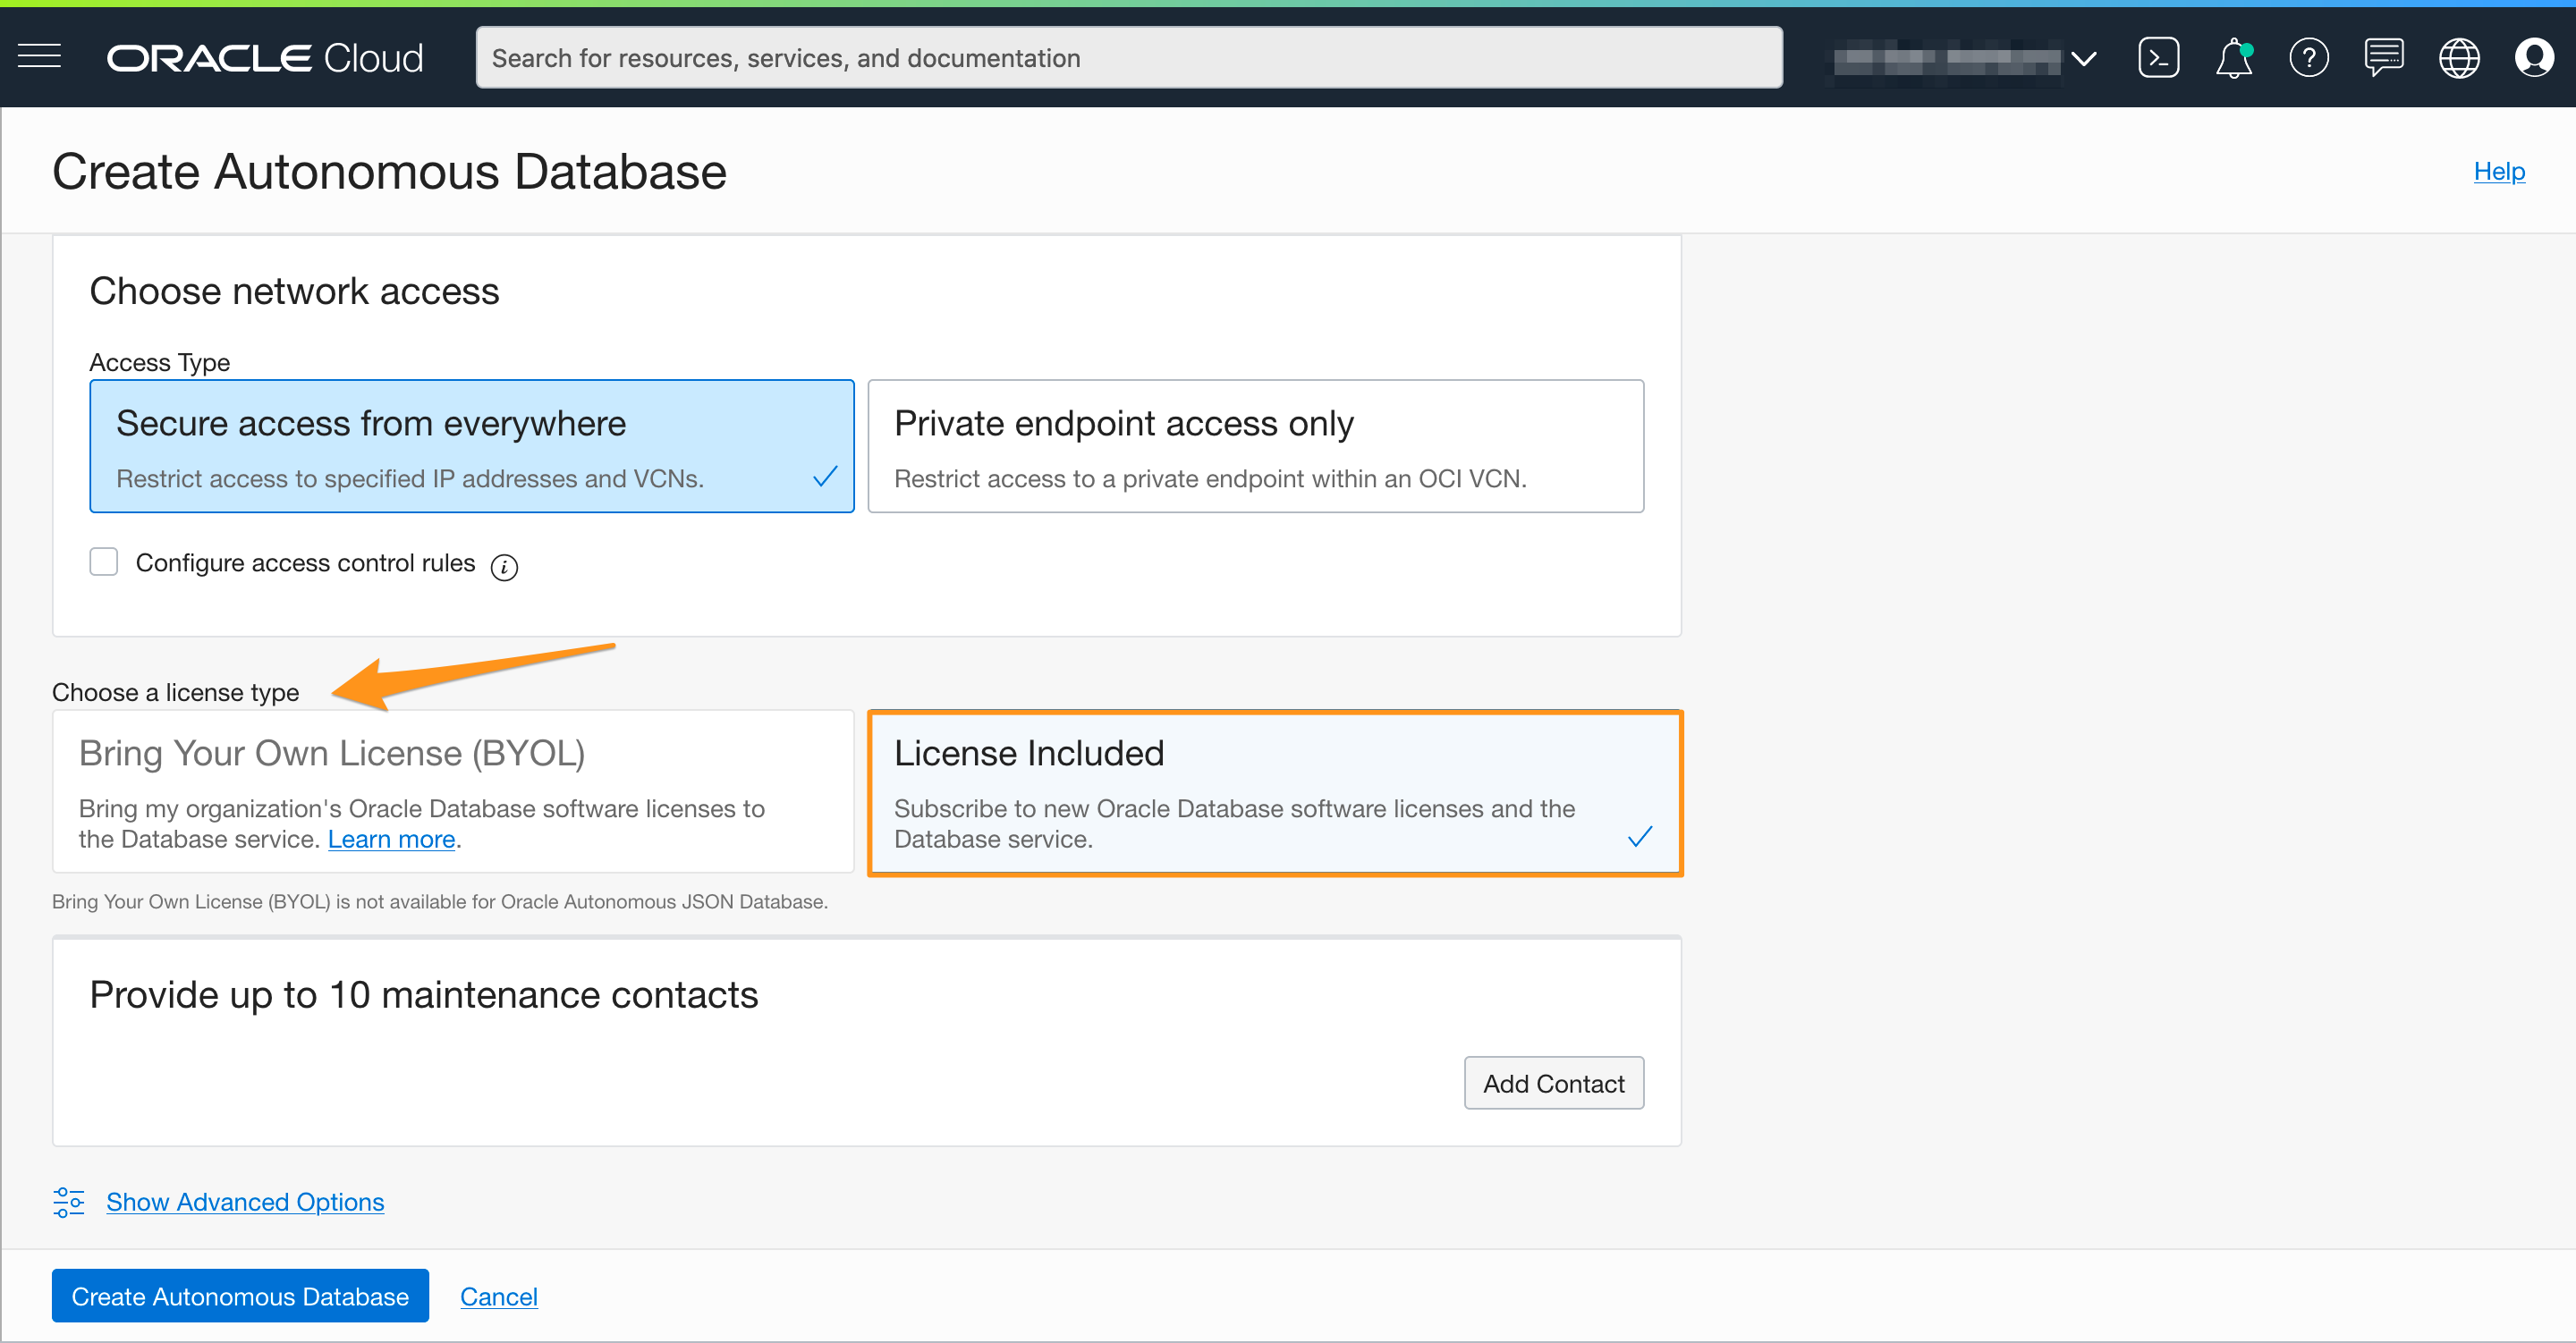 ORACLE Cloud
Search for resources, services, and documentation
Create Autonomous Database
Help
Choose network access
Access Type
Secure access from everywhere
Restrict access to specified IP addresses and VCNs.
Private endpoint access only
Restrict access to a private endpoint within an OCI VCN.
Configure access control rules
Choose a license type
Bring Your Own License (BYOL)
Bring my organization's Oracle Database software licenses to
the Database service. Learn more.
License Included
Subscribe to new Oracle Database software licenses and the
Database service.
Bring Your Own License (BYOL) is not available for Oracle Autonomous JSON Database.
Provide up to 10 maintenance contacts
Add Contact
Show Advanced Options
Create Autonomous Database
Cancel